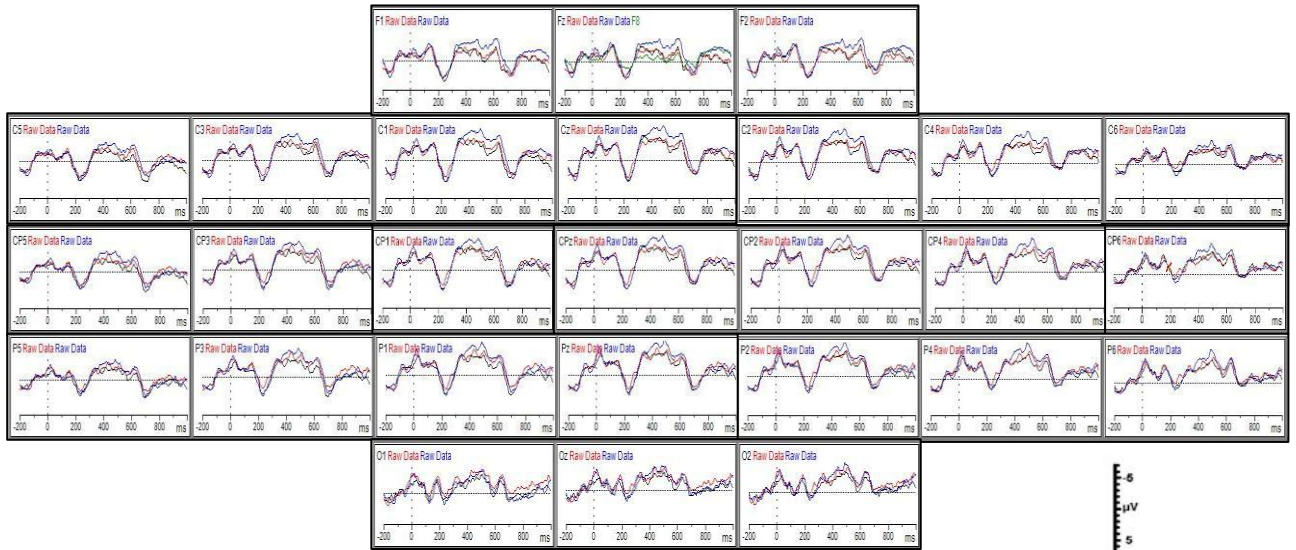 F1 Raw Data Raw Data
-200 0 200 400 600 800 ms
Fz Raw Data Raw Data F8
-200 0 200 400 600 800 ms
F2 Raw Data Raw Data
-200 0 200 400 600 800 ms
C5 Raw Data Raw Data
-200 0 200 400 600 800 ms
C3 Raw Data Raw Data
-200 0 200 400 600 800 ms
C1 Raw Data Raw Data
-200 0 200 400 600 800 ms
Cz Raw Data Raw Data
-200 0 200 400 600 800 ms
C2 Raw Data Raw Data
-200 0 200 400 600 800 ms
C4 Raw Data Raw Data
-200 0 200 400 600 800 ms
C6 Raw Data Raw Data
-200 0 200 400 600 800 ms
CP5 Raw Data Raw Data
-200 0 200 400 600 800 ms
CP3 Raw Data Raw Data
-200 0 200 400 600 800 ms
CP1 Raw Data Raw Data
-200 0 200 400 600 800 ms
CPz Raw Data Raw Data
-200 0 200 400 600 800 ms
CP2 Raw Data Raw Data
-200 0 200 400 600 800 ms
CP4 Raw Data Raw Data
-200 0 200 400 600 800 ms
CP6 Raw Data Raw Data
-200 0 200 400 600 800 ms
P5 Raw Data Raw Data
-200 0 200 400 600 800 ms
P3 Raw Data Raw Data
-200 0 200 400 600 800 ms
P1 Raw Data Raw Data
-200 0 200 400 600 800 ms
Pz Raw Data Raw Data
-200 0 200 400 600 800 ms
P2 Raw Data Raw Data
-200 0 200 400 600 800 ms
P4 Raw Data Raw Data
-200 0 200 400 600 800 ms
P6 Raw Data Raw Data
-200 0 200 400 600 800 ms
O1 Raw Data Raw Data
-200 0 200 400 600 800 ms
Oz Raw Data Raw Data
-200 0 200 400 600 800 ms
O2 Raw Data Raw Data
-200 0 200 400 600 800 ms
-5
µV
5